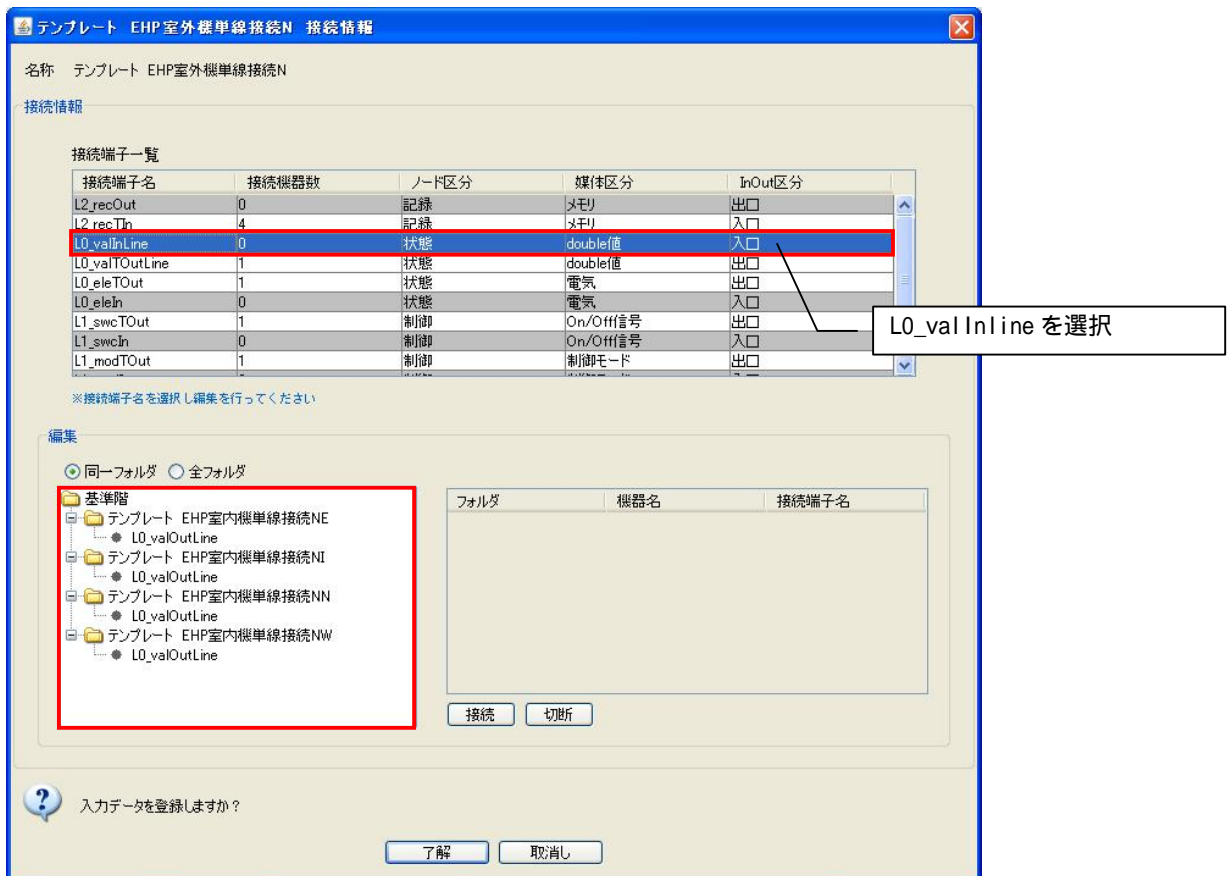 テンプレート EHP室外機単線接続N 接続情報
名称 テンプレート EHP室外機単線接続N
接続情報
接続端子一覧
接続端子名 接続機器数 ノード区分 媒体区分 InOut区分
L2_recOut 0 記録 メモリ 出口
L2_recTIn 4 記録 メモリ 入口
L0_valInLine 0 状態 double値 入口
L0_valTOutLine 1 状態 double値 出口
L0_eleTOut 1 状態 電気 出口
L0_eleIn 0 状態 電気 入口
L1_swcTOut 1 制御 On/Off信号 出口
L1_swcIn 0 制御 On/Off信号 入口
L1_modTOut 1 制御 制御モード 出口
L0_valInlineを選択
※接続端子名を選択し編集を行ってください
編集
同一フォルダ 全フォルダ
基準階
テンプレート EHP室内機単線接続NE
L0_valOutLine
テンプレート EHP室内機単線接続NI
L0_valOutLine
テンプレート EHP室内機単線接続NN
L0_valOutLine
テンプレート EHP室内機単線接続NW
L0_valOutLine
フォルダ 機器名 接続端子名
接続 切断
入力データを登録しますか？
了解 取消し